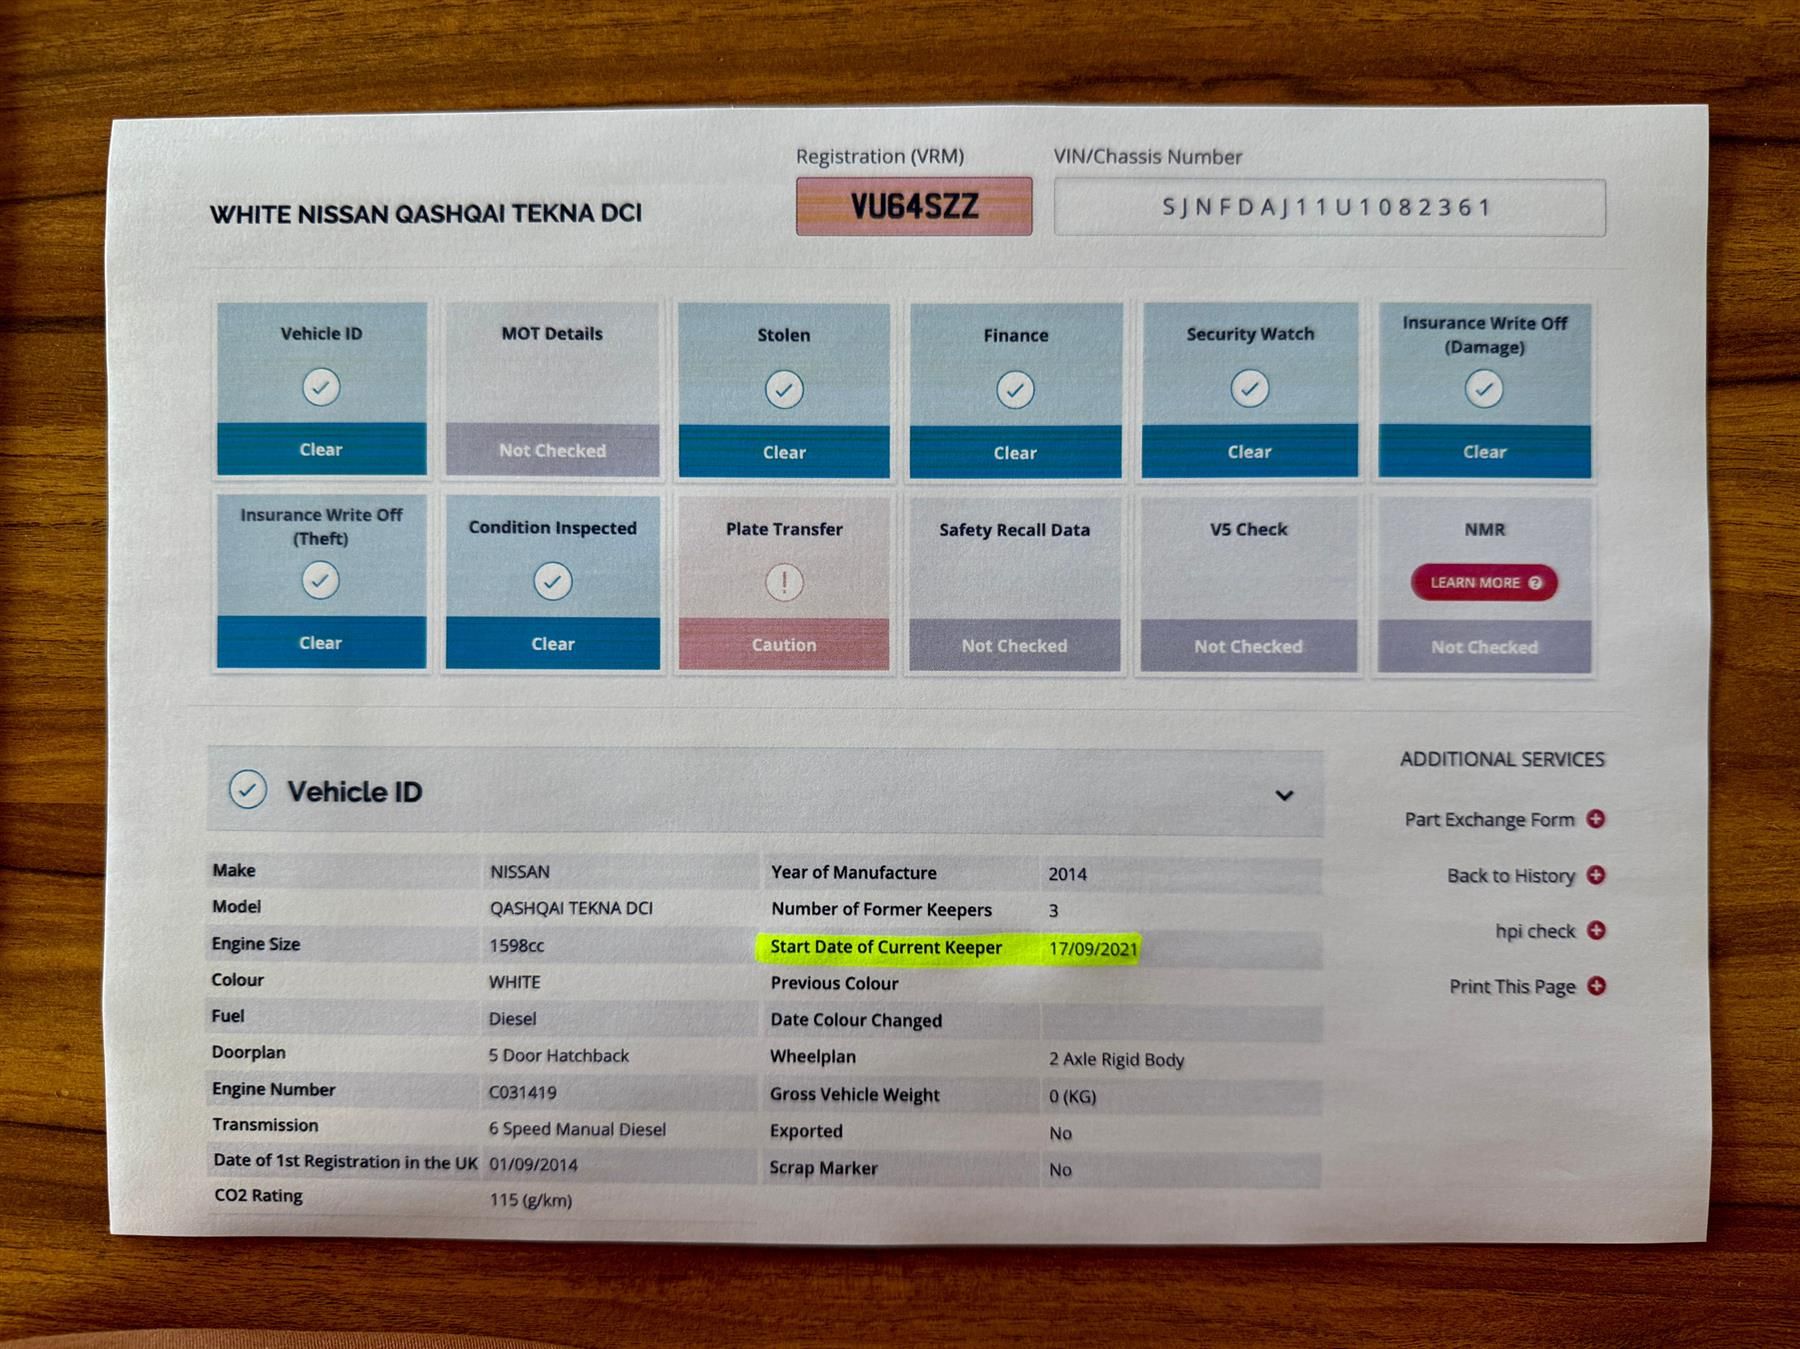 Registration (VRM) VIN/Chassis Number
WHITE NISSAN QASHQAI TEKNA DCI VU64SZZ SJNFDAJ11U1082361
Vehicle ID MOT Details Stolen Finance Security Watch Insurance Write Off
(Damage)
Clear Not Checked Clear Clear Clear Clear
Insurance Write Off
(Theft) Condition Inspected Plate Transfer Safety Recall Data V5 Check NMR
LEARN MORE ?
Clear Clear Caution Not Checked Not Checked Not Checked
Vehicle ID
Make NISSAN Year of Manufacture 2014
Model QASHQAI TEKNA DCI Number of Former Keepers 3
Engine Size 1598cc Start Date of Current Keeper 17/09/2021
Colour WHITE Previous Colour
Fuel Diesel Date Colour Changed
Doorplan 5 Door Hatchback Wheelplan 2 Axle Rigid Body
Engine Number C031419 Gross Vehicle Weight 0 (KG)
Transmission 6 Speed Manual Diesel Exported No
Date of 1st Registration in the UK 01/09/2014 Scrap Marker No
CO2 Rating 115 (g/km)
ADDITIONAL SERVICES
Part Exchange Form
Back to History
hpi check
Print This Page